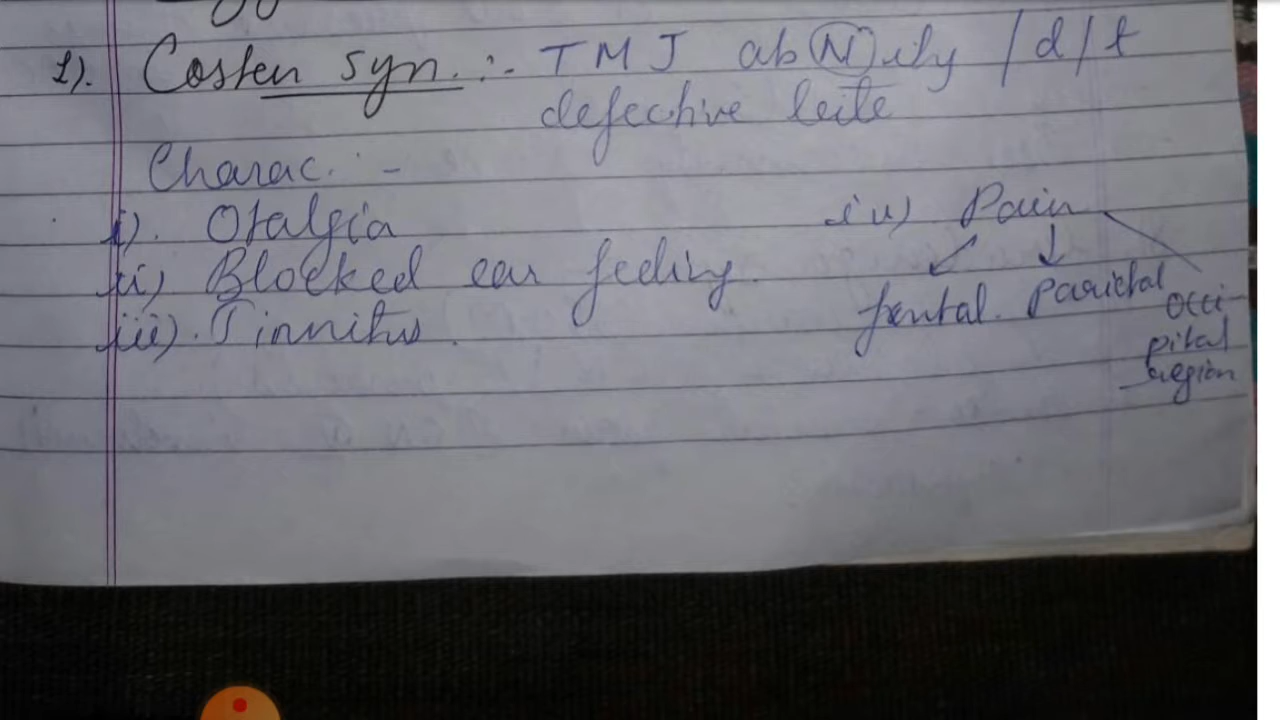 1). Costen syn. :- TMJ ab(N)ity /d/t
defective bite
Charac. :-
i). Otalgia
ii) Blocked ear feeling.
iii). Tinnitus.
iv) Pain
frontal. Parietal Occi
pital
region